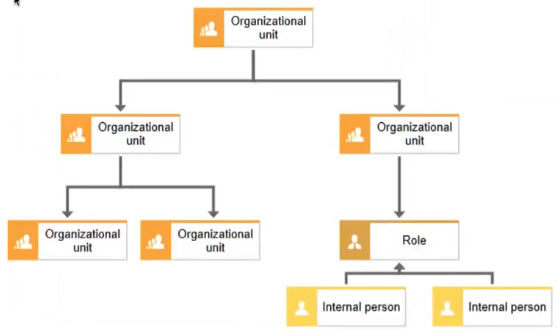 Organizational
unit
Organizational
unit
Organizational
unit
Organizational
unit
Organizational
unit
Role
Internal person
Internal person